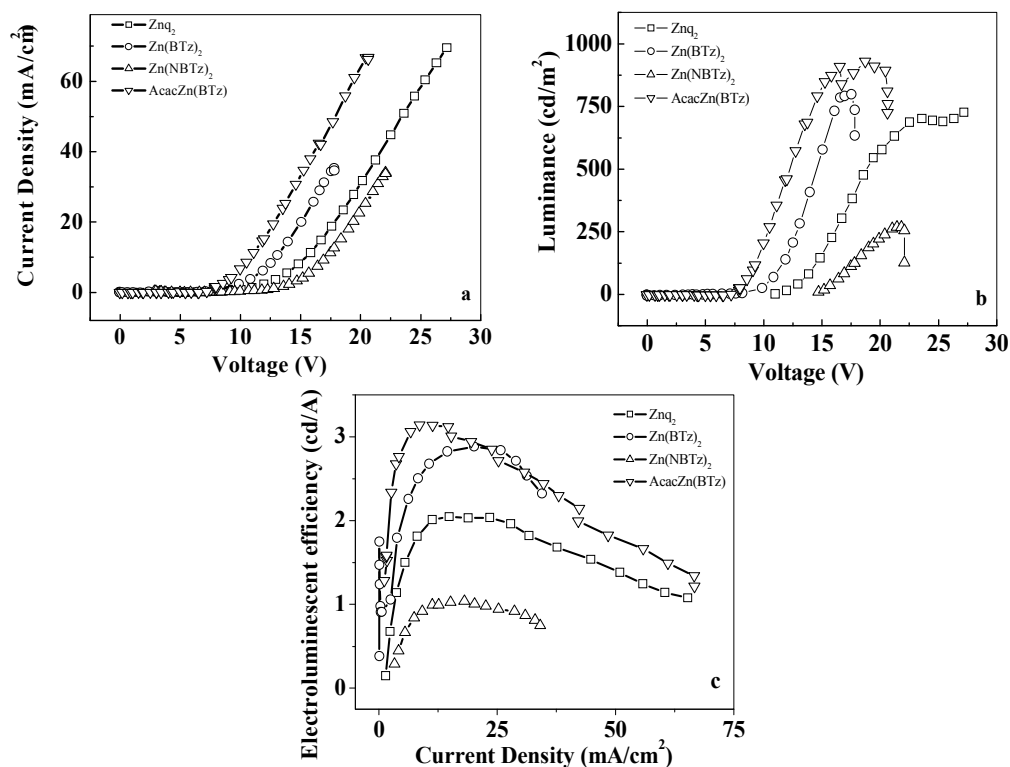 Current Density (mA/cm²)
60
40
20
0
0 5 10 15 20 25 30
Voltage (V)
Znq₂
Zn(BTz)₂
Zn(NBTz)₂
AcacZn(BTz)
a
Luminance (cd/m²)
1000
750
500
250
0
0 5 10 15 20 25 30
Voltage (V)
Znq₂
Zn(BTz)₂
Zn(NBTz)₂
AcacZn(BTz)
b
Electroluminescent efficiency (cd/A)
3
2
1
0
0 25 50 75
Current Density (mA/cm²)
Znq₂
Zn(BTz)₂
Zn(NBTz)₂
AcacZn(BTz)
c